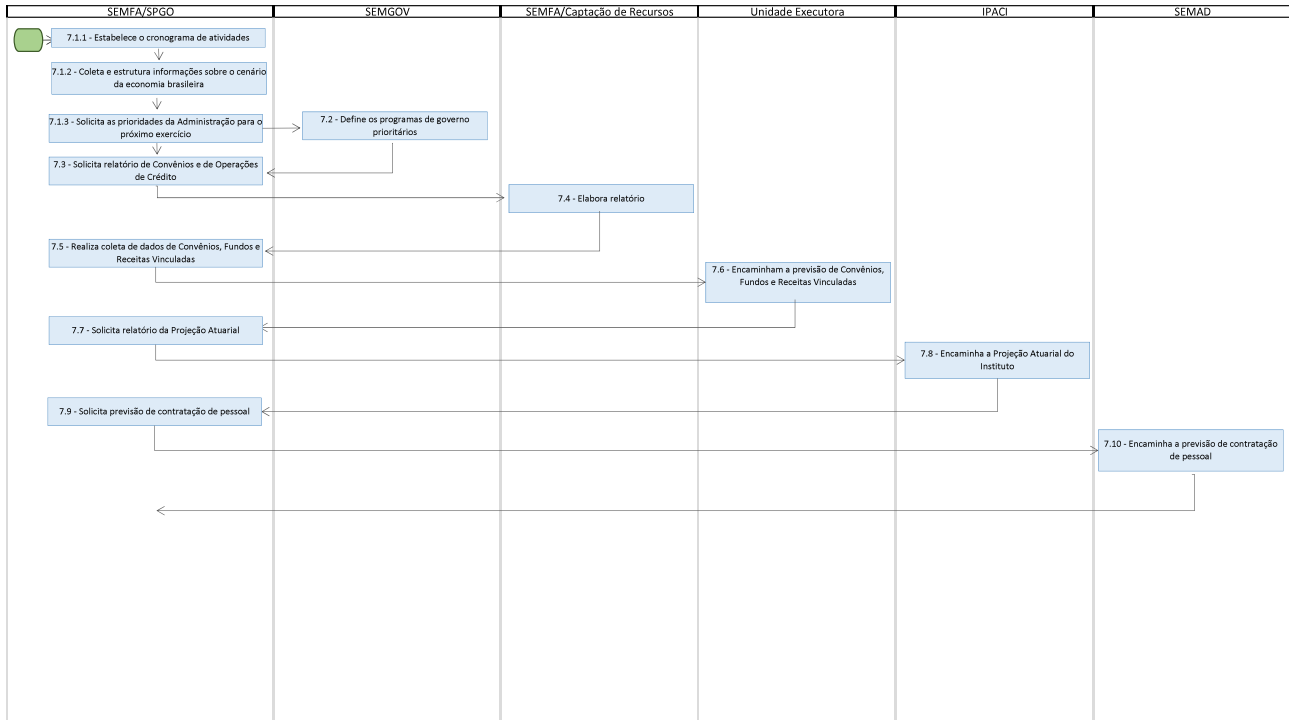 SEMFA/SPGO
SEMGOV
SEMFA/Captação de Recursos
Unidade Executora
IPACI
SEMAD
7.1.1 - Estabelece o cronograma de atividades
7.1.2 - Coleta e estrutura informações sobre o cenário
da economia brasileira
7.1.3 - Solicita as prioridades da Administração para o
próximo exercício
7.2 - Define os programas de governo
prioritários
7.3 - Solicita relatório de Convênios e de Operações
de Crédito
7.4 - Elabora relatório
7.5 - Realiza coleta de dados de Convênios, Fundos e
Receitas Vinculadas
7.6 - Encaminham a previsão de Convênios,
Fundos e Receitas Vinculadas
7.7 - Solicita relatório da Projeção Atuarial
7.8 - Encaminha a Projeção Atuarial do
Instituto
7.9 - Solicita previsão de contratação de pessoal
7.10 - Encaminha a previsão de contratação
de pessoal